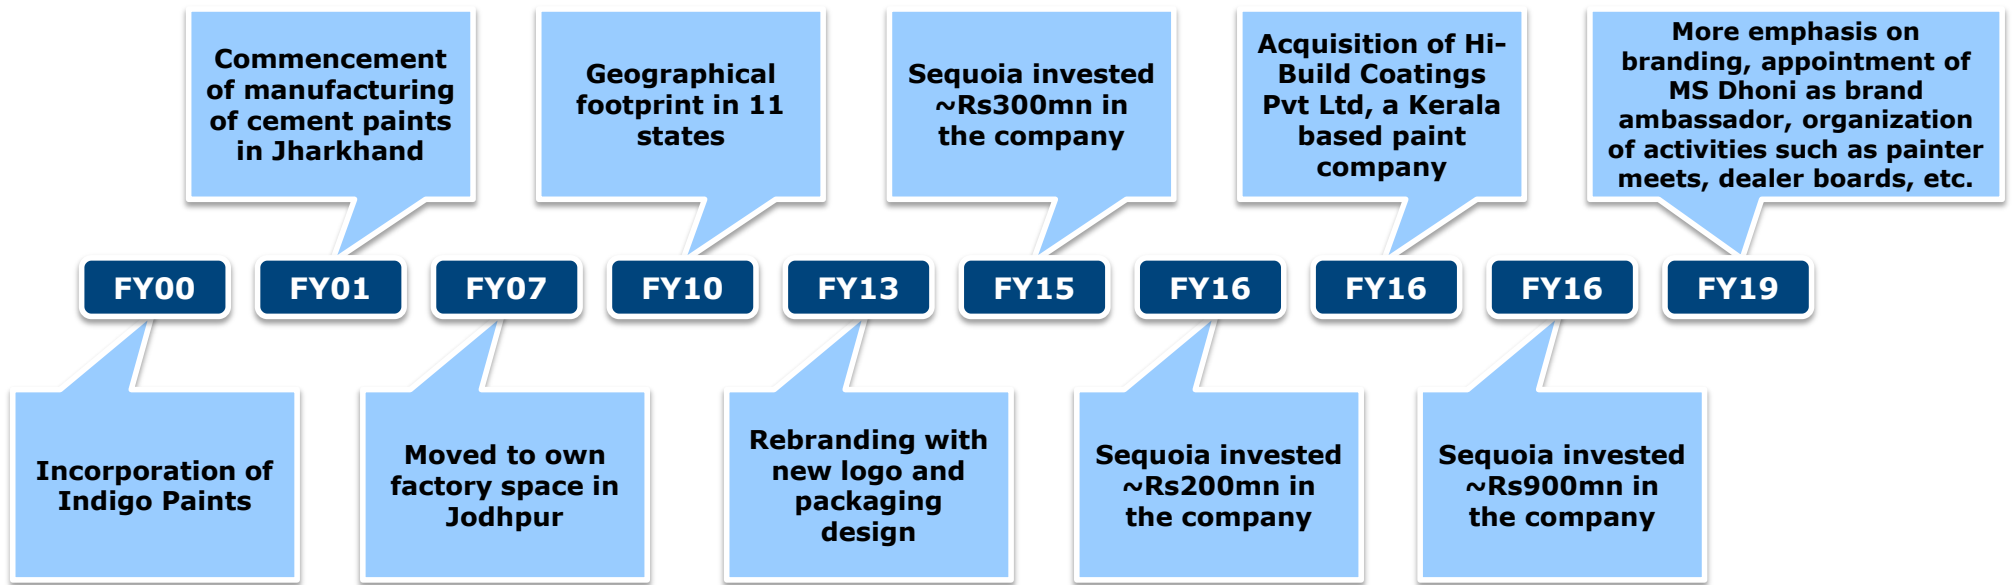 Commencement
of manufacturing
of cement paints
in Jharkhand
Geographical
footprint in 11
states
Sequoia invested
~Rs300mn in
the company
Acquisition of Hi-
Build Coatings
Pvt Ltd, a Kerala
based paint
company
More emphasis on
branding, appointment of
MS Dhoni as brand
ambassador, organization
of activities such as painter
meets, dealer boards, etc.
FY00
FY01
FY07
FY10
FY13
FY15
FY16
FY16
FY16
FY19
Incorporation of
Indigo Paints
Moved to own
factory space in
Jodhpur
Rebranding with
new logo and
packaging
design
Sequoia invested
~Rs200mn in
the company
Sequoia invested
~Rs900mn in
the company